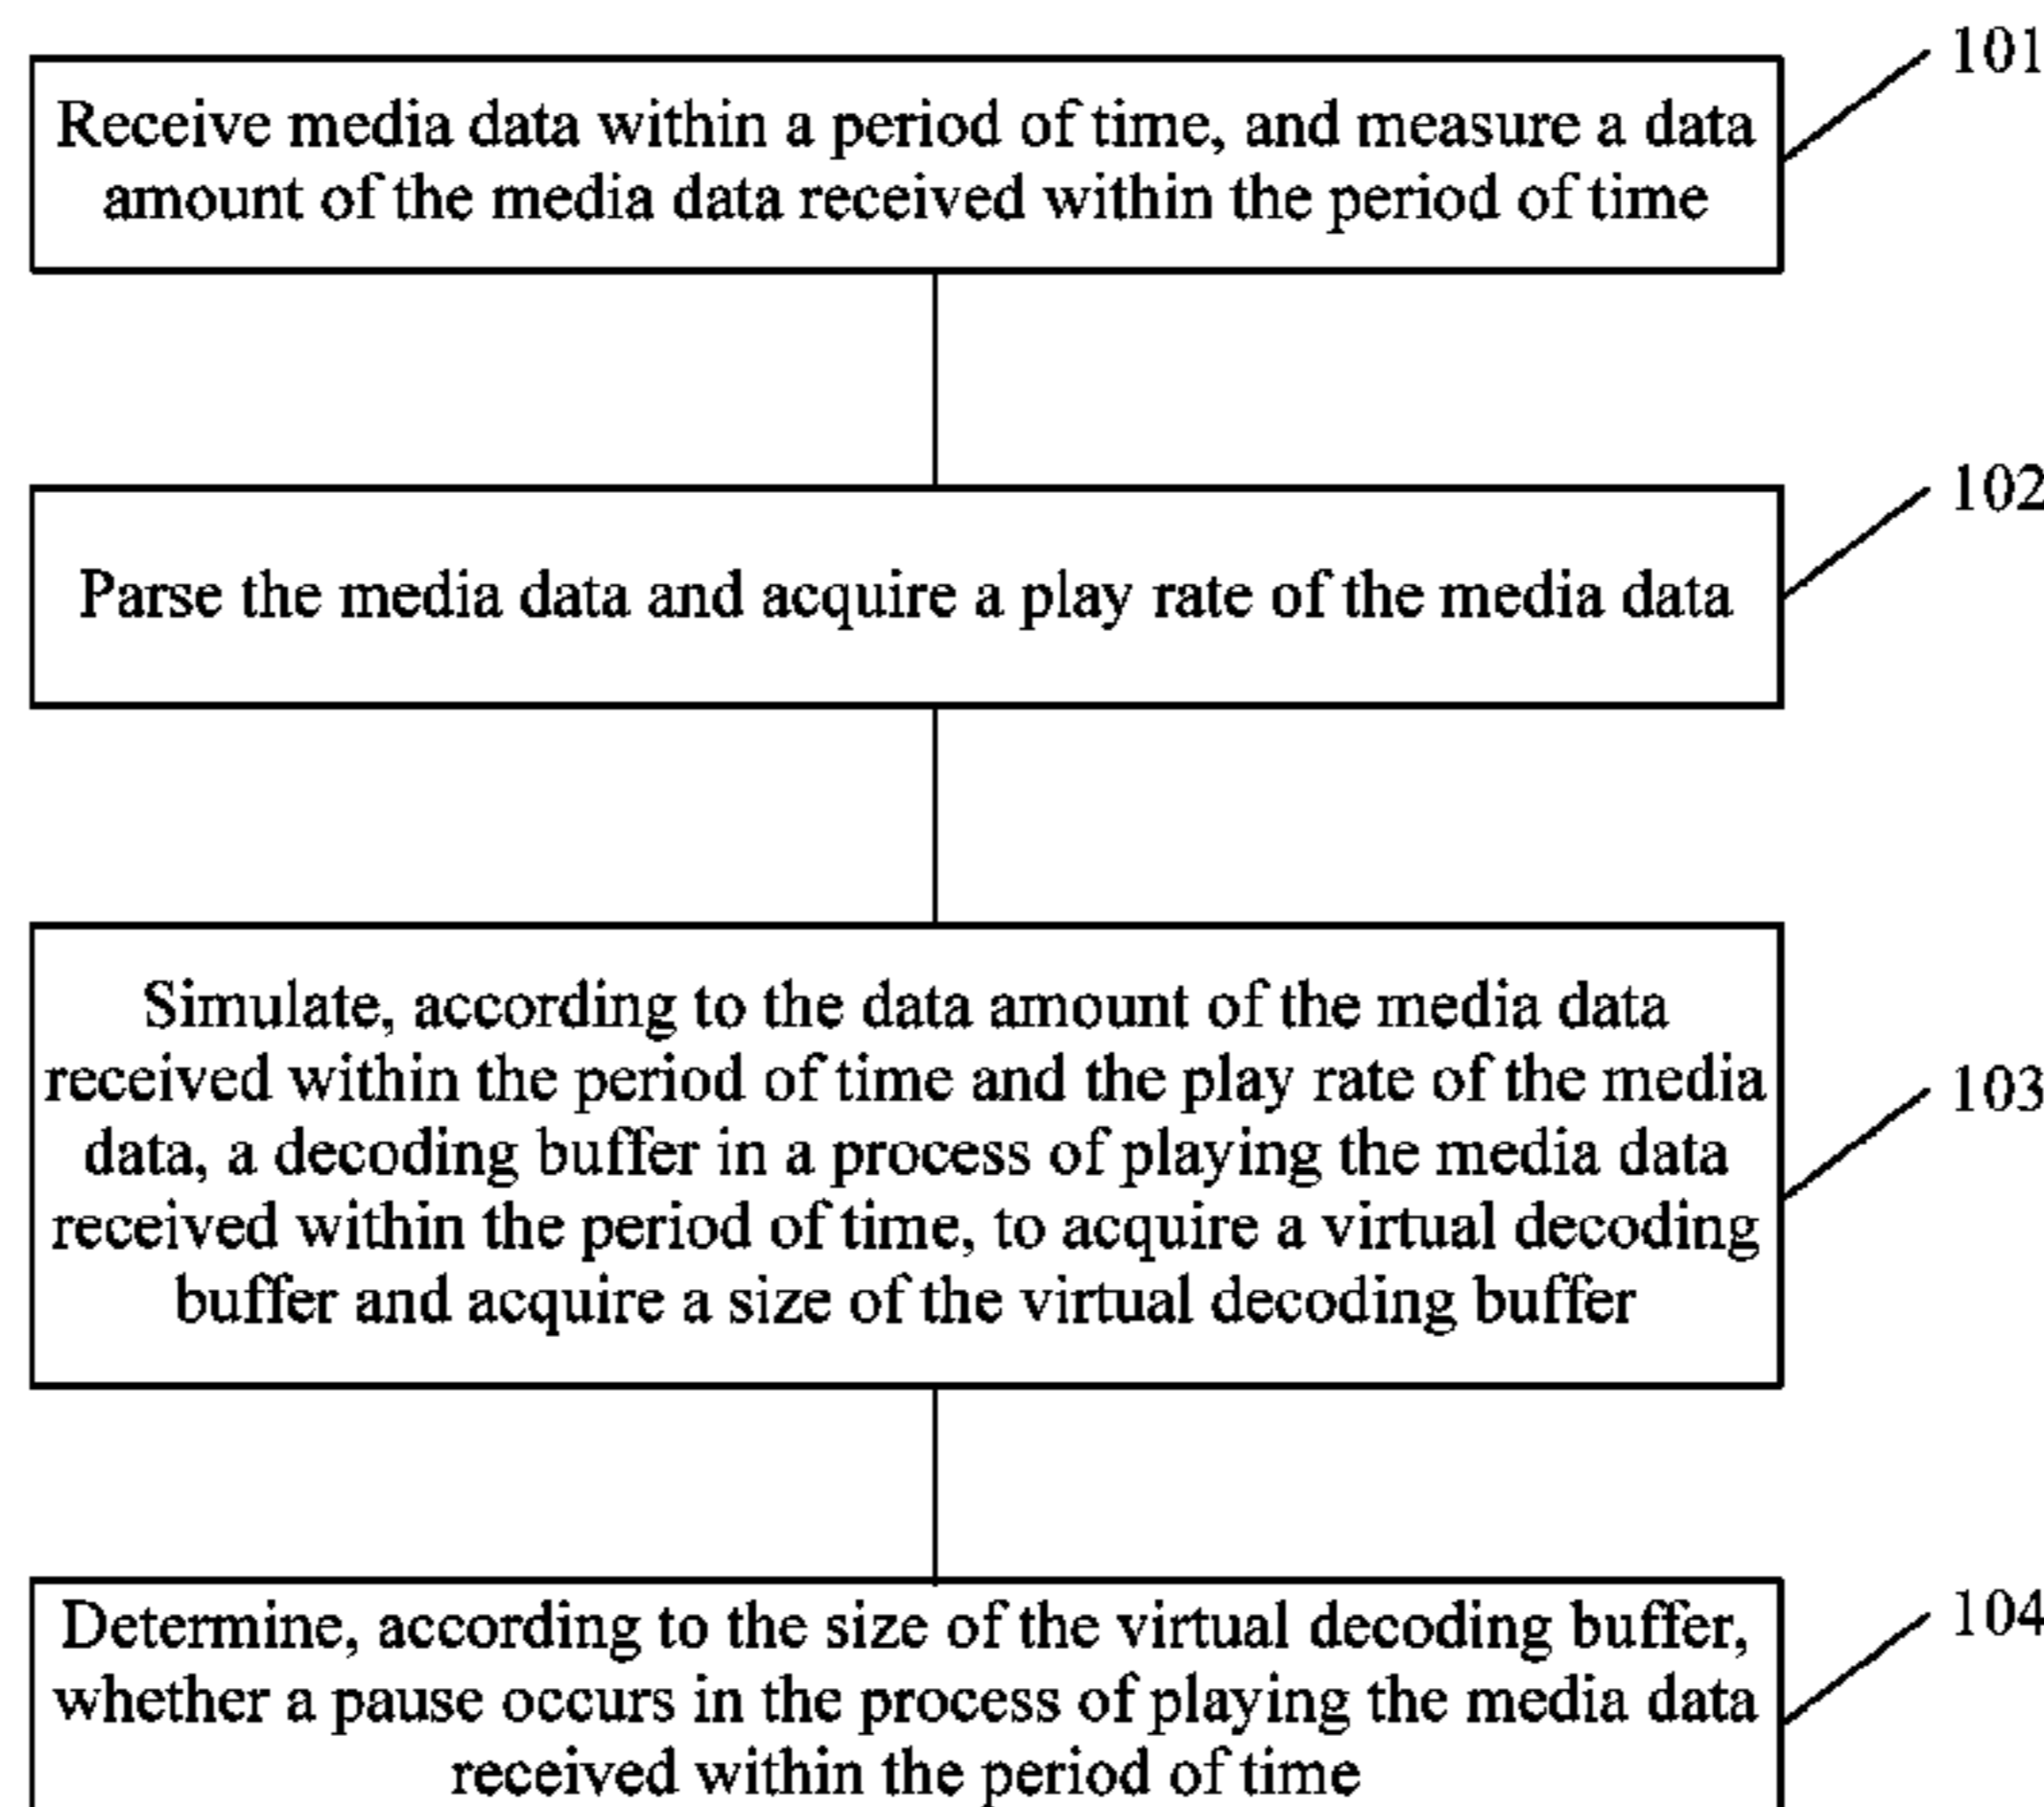 101
Receive media data within a period of time, and measure a data
amount of the media data received within the period of time
102
Parse the media data and acquire a play rate of the media data
Simulate, according to the data amount of the media data
received within the period of time and the play rate of the media
103
data, a decoding buffer in a process of playing the media data
received within the period of time, to acquire a virtual decoding
buffer and acquire a size of the virtual decoding buffer
104
Determine, according to the size of the virtual decoding buffer,
whether a pause occurs in the process of playing the media data
received within the period of time